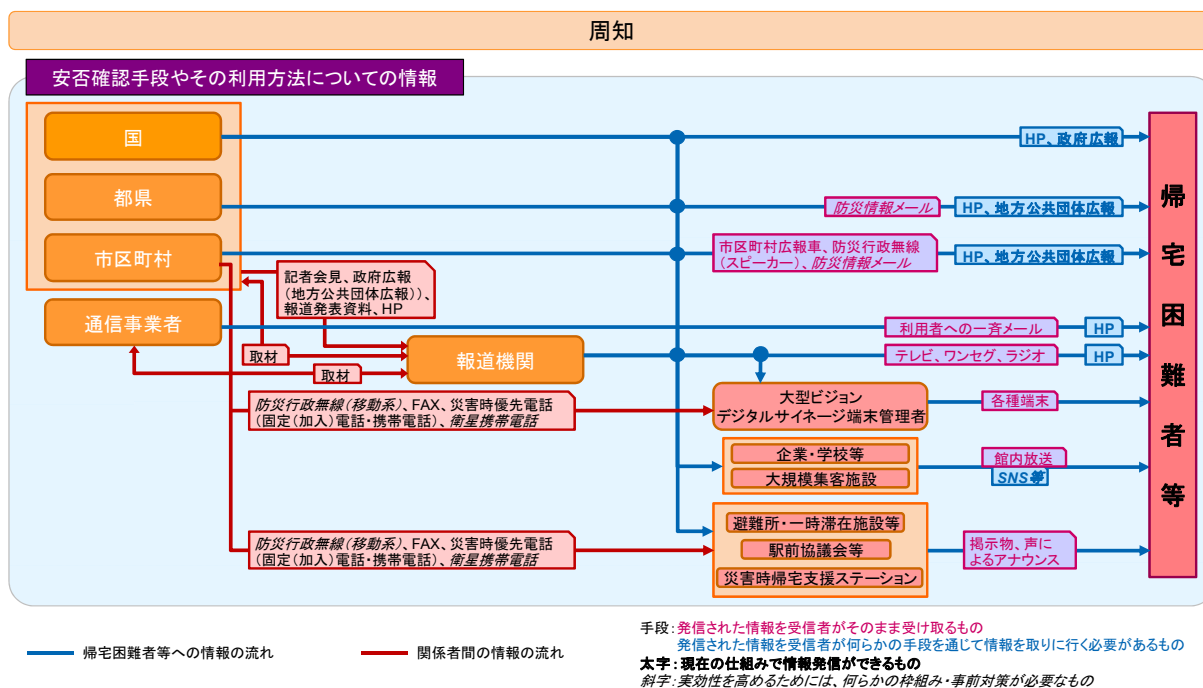 周知
安否確認手段やその利用方法についての情報
国
都県
市区町村
通信事業者
HP、政府広報
防災情報メール
HP、地方公共団体広報
市区町村広報車、防災行政無線
(スピーカー)、防災情報メール
HP、地方公共団体広報
記者会見、政府広報
(地方公共団体広報))、
報道発表資料、HP
利用者への一斉メール
HP
取材
取材
報道機関
テレビ、ワンセグ、ラジオ
HP
防災行政無線(移動系)、FAX、災害時優先電話
(固定(加入)電話・携帯電話)、衛星携帯電話
大型ビジョン
デジタルサイネージ端末管理者
各種端末
企業・学校等
大規模集客施設
館内放送
SNS等
防災行政無線(移動系)、FAX、災害時優先電話
(固定(加入)電話・携帯電話)、衛星携帯電話
避難所・一時滞在施設等
駅前協議会等
災害時帰宅支援ステーション
掲示物、声に
よるアナウンス
帰宅困難者等
帰宅困難者等への情報の流れ
関係者間の情報の流れ
手段:発信された情報を受信者がそのまま受け取るもの
発信された情報を受信者が何らかの手段を通じて情報を取りに行く必要があるもの
太字:現在の仕組みで情報発信ができるもの
斜字:実効性を高めるためには、何らかの枠組み・事前対策が必要なもの